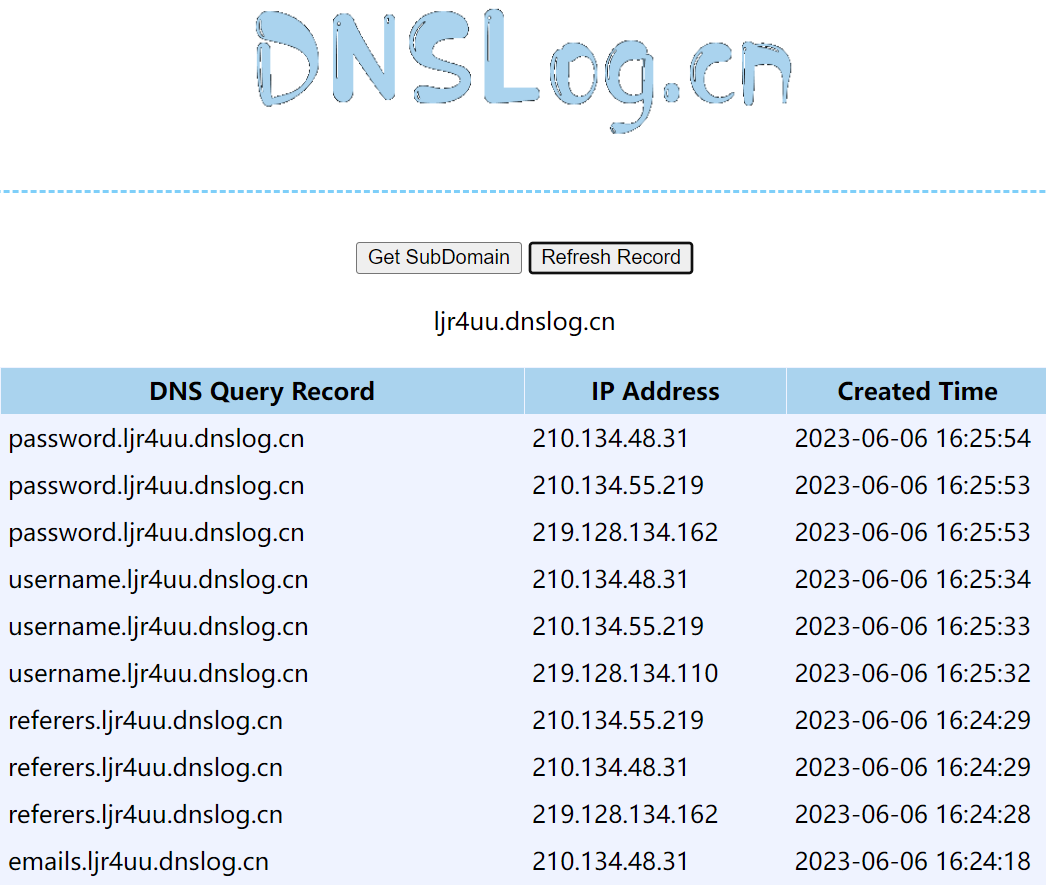 DNSLog.cn
Get SubDomain Refresh Record
ljr4uu.dnslog.cn
DNS Query Record IP Address Created Time
password.ljr4uu.dnslog.cn 210.134.48.31 2023-06-06 16:25:54
password.ljr4uu.dnslog.cn 210.134.55.219 2023-06-06 16:25:53
password.ljr4uu.dnslog.cn 219.128.134.162 2023-06-06 16:25:53
username.ljr4uu.dnslog.cn 210.134.48.31 2023-06-06 16:25:34
username.ljr4uu.dnslog.cn 210.134.55.219 2023-06-06 16:25:33
username.ljr4uu.dnslog.cn 219.128.134.110 2023-06-06 16:25:32
referers.ljr4uu.dnslog.cn 210.134.55.219 2023-06-06 16:24:29
referers.ljr4uu.dnslog.cn 210.134.48.31 2023-06-06 16:24:29
referers.ljr4uu.dnslog.cn 219.128.134.162 2023-06-06 16:24:28
emails.ljr4uu.dnslog.cn 210.134.48.31 2023-06-06 16:24:18